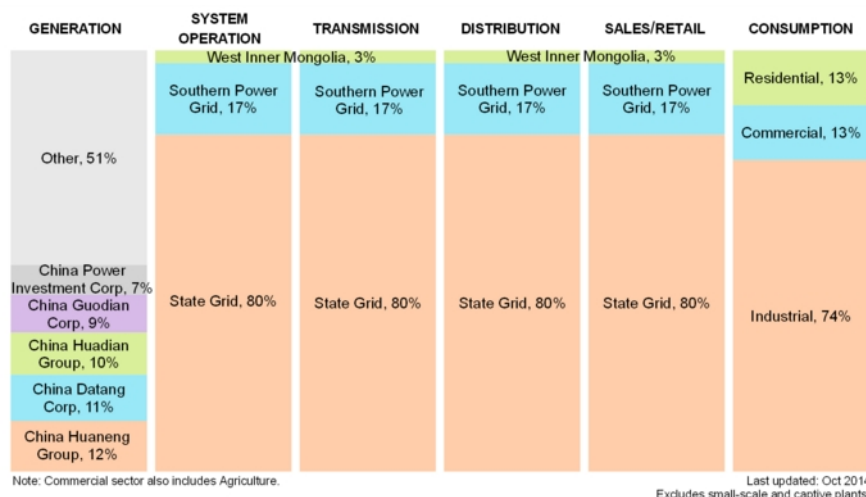 GENERATION
SYSTEM
OPERATION
TRANSMISSION
DISTRIBUTION
SALES/RETAIL
CONSUMPTION
Other, 51%
China Power
Investment Corp, 7%
China Guodian
Corp, 9%
China Huadian
Group, 10%
China Datang
Corp, 11%
China Huaneng
Group, 12%
West Inner Mongolia, 3%
Southern Power
Grid, 17%
State Grid, 80%
Southern Power
Grid, 17%
State Grid, 80%
West Inner Mongolia, 3%
Southern Power
Grid, 17%
State Grid, 80%
Southern Power
Grid, 17%
State Grid, 80%
Residential, 13%
Commercial, 13%
Industrial, 74%
Note: Commercial sector also includes Agriculture.
Last updated: Oct
Excludes small-scale and captive plants